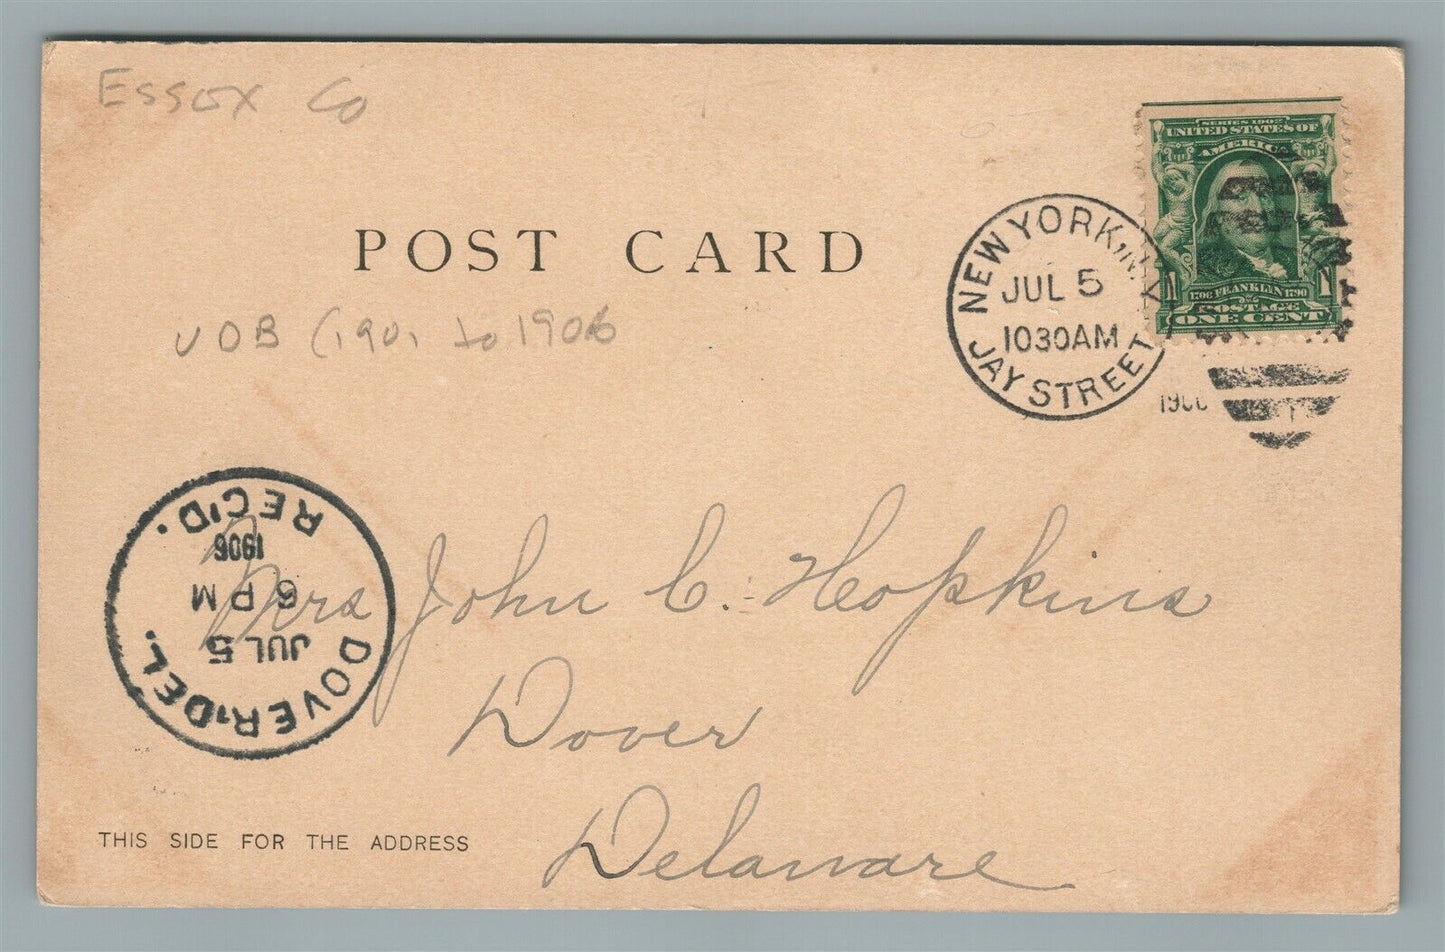 Essex Co
SERIES 1902
UNITED STATES OF
AMERICA
1706 FRANKLIN 1790
POSTAGE
1 1
ONE CENT
NEW YORK, N.Y.
JUL 5
1030AM
JAY STREET
1906
POST CARD
UDB (1901 to 1906
REC'D.
1906
6 PM
JUL 5
DOVER, DEL.
Mrs John C. Hopkins
Dover
Delaware
THIS SIDE FOR THE ADDRESS